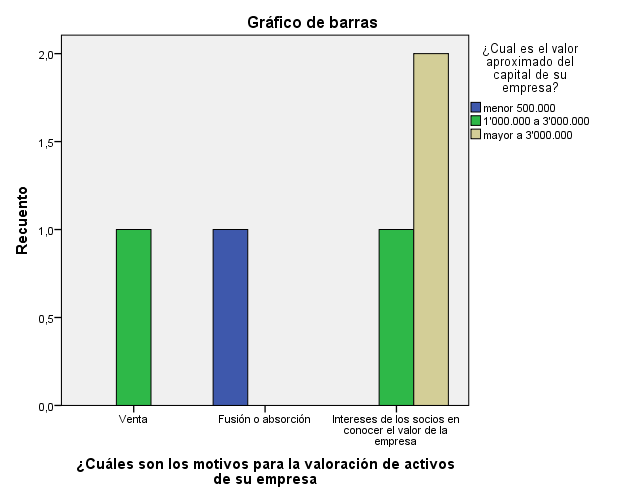 Gráfico de barras
¿Cual es el valor
aproximado del
capital de su
empresa?
menor 500.000
1'000.000 a 3'000.000
mayor a 3'000.000
Recuento
2,0
1,5
1,0
0,5
0,0
Venta
Fusión o absorción
Intereses de los socios en
conocer el valor de la
empresa
¿Cuáles son los motivos para la valoración de activos
de su empresa